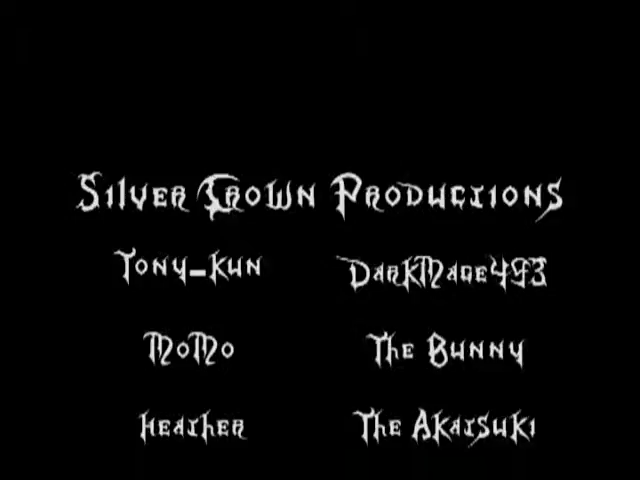 Silver Crown Productions
Tony-Kun DarkMage493
MoMo The Bunny
Heather The Akatsuki